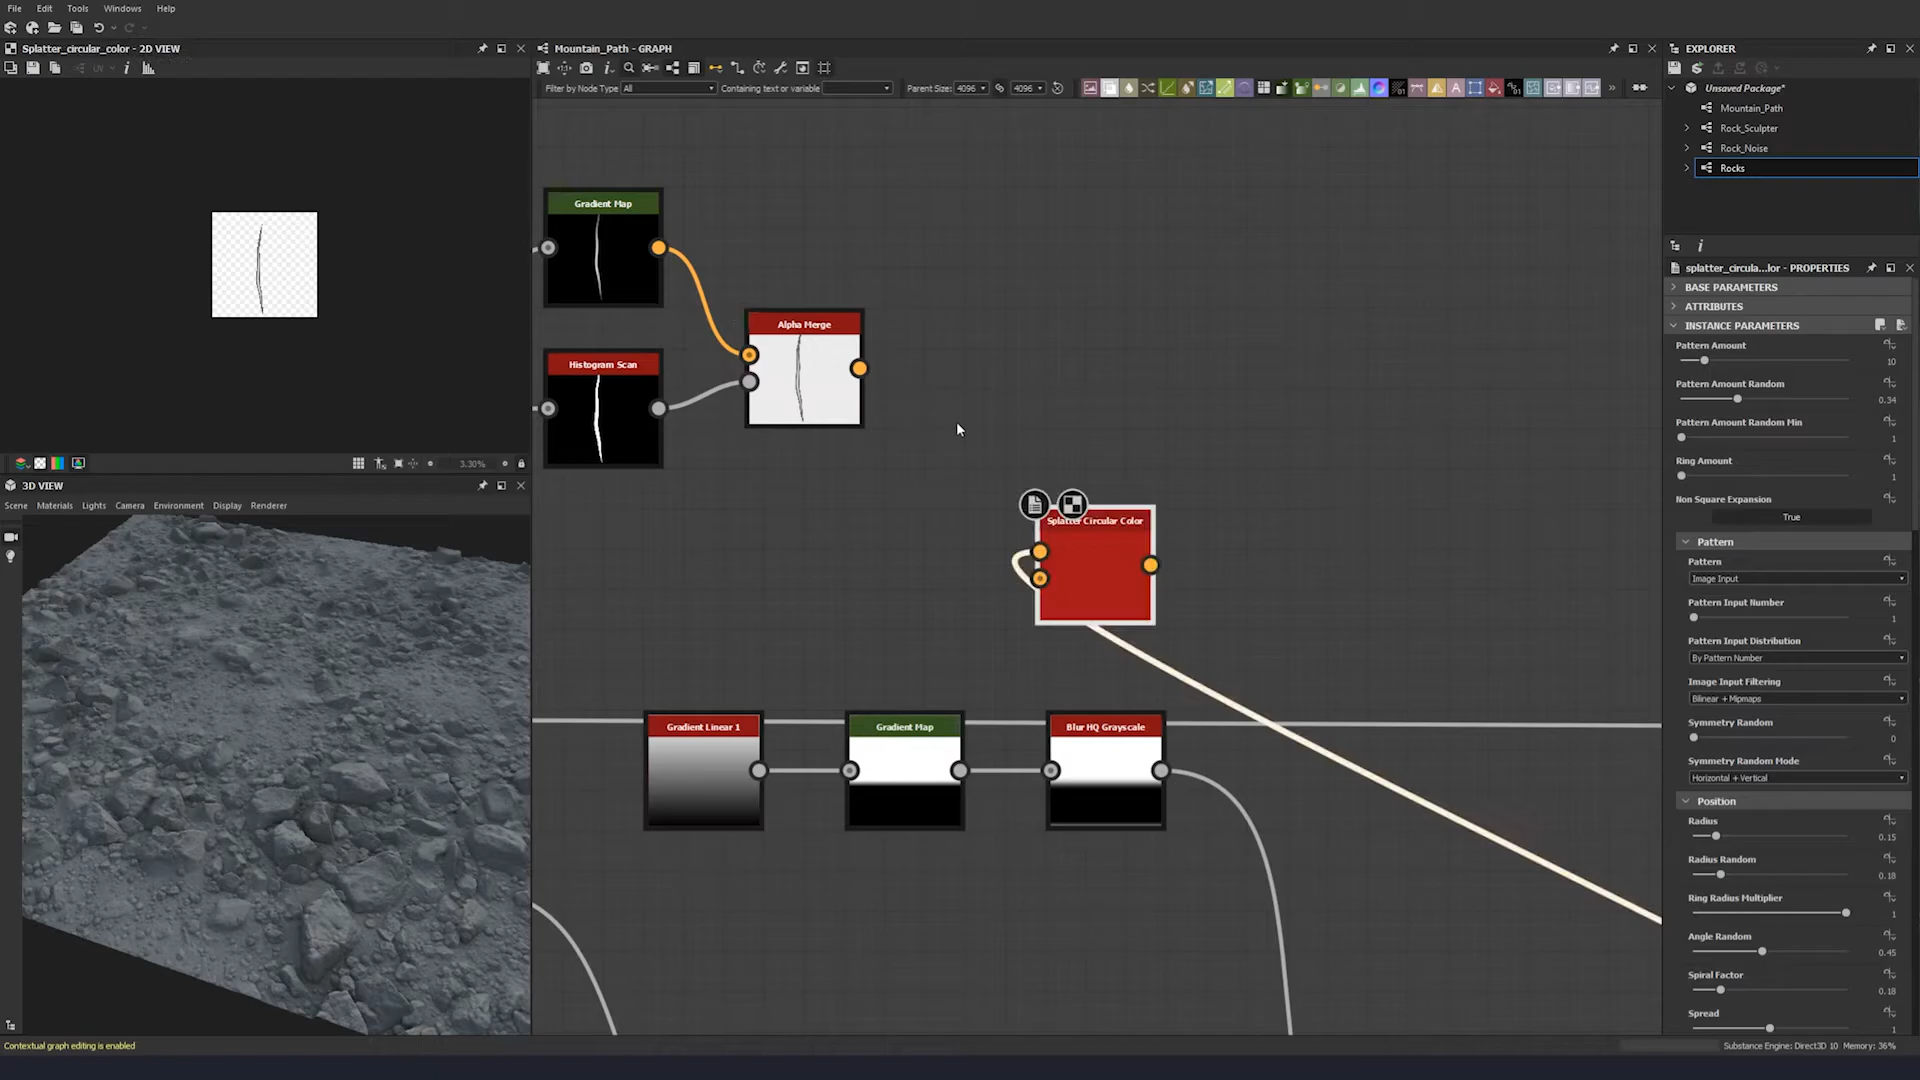 File Edit Tools Windows Help
Splatter_circular_color - 2D VIEW
3.30%
3D VIEW
Scene Materials Lights Camera Environment Display Renderer
Contextual graph editing is enabled
Mountain_Path - GRAPH
Filter by Node Type All Containing text or variable Parent Size: 4096 4096
Gradient Map
Histogram Scan
Alpha Merge
Splatter Circular Color
Gradient Linear 1
Gradient Map
Blur HQ Grayscale
EXPLORER
Unsaved Package*
Mountain_Path
Rock_Sculpter
Rock_Noise
Rocks
splatter_circula...lor - PROPERTIES
BASE PARAMETERS
ATTRIBUTES
INSTANCE PARAMETERS
Pattern Amount
10
Pattern Amount Random
0.34
Pattern Amount Random Min
1
Ring Amount
1
Non Square Expansion
True
Pattern
Pattern
Image Input
Pattern Input Number
1
Pattern Input Distribution
By Pattern Number
Image Input Filtering
Bilinear + Mipmaps
Symmetry Random
0
Symmetry Random Mode
Horizontal + Vertical
Position
Radius
0.15
Radius Random
0.18
Ring Radius Multiplier
1
Angle Random
0.45
Spiral Factor
0.18
Spread
1
Substance Engine: Direct3D 10 Memory: 36%